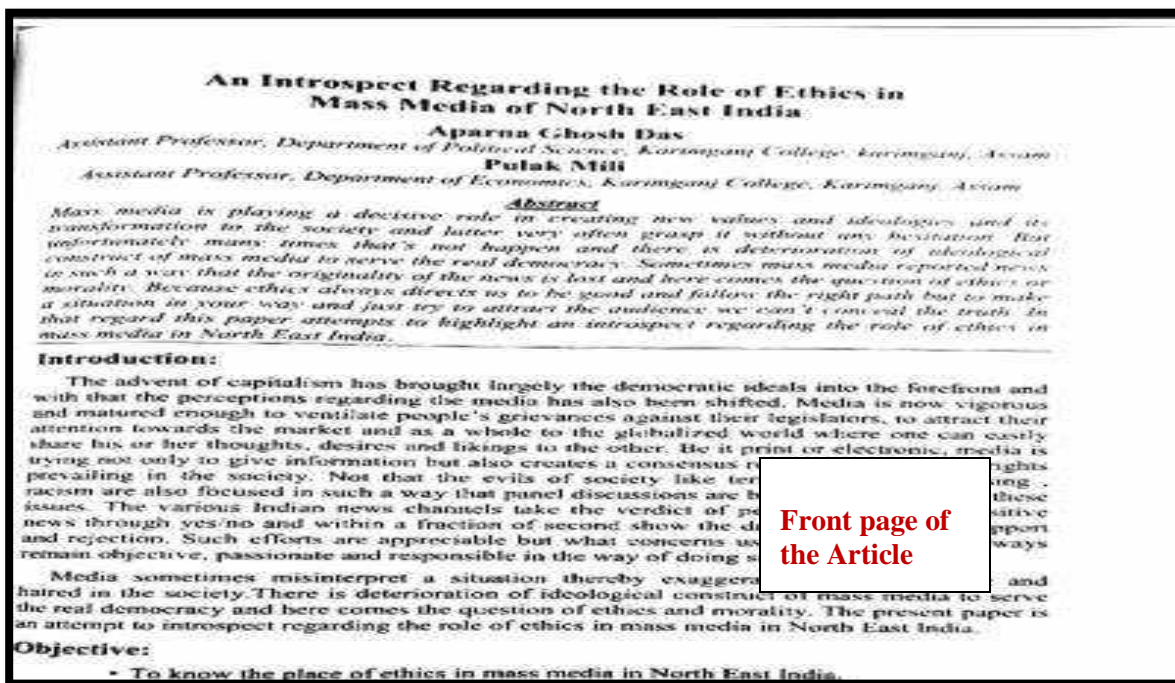 An Introspect Regarding the Role of Ethics in
Mass Media of North East India
Aparna Ghosh Das
Assistant Professor, Department of Political Science, Karimganj College, karimganj, Assam
Pulak Mili
Assistant Professor, Department of Economics, Karimganj College, Karimganj, Assam
Abstract
Mass media is playing a decisive role in creating new values and ideologies and its
transformation to the society and latter very often grasp it without any hesitation. But
unfortunately many times that's not happen and there is deterioration of ideological
construct of mass media to serve the real democracy. Sometimes mass media reported news
in such a way that the originality of the news is lost and here comes the question of ethics or
morality. Because ethics always directs us to be good and follow the right path but to make
a situation in your way and just try to attract the audience we can't conceal the truth. In
that regard this paper attempts to highlight an introspect regarding the role of ethics in
mass media in North East India.
Introduction:
The advent of capitalism has brought largely the democratic ideals into the forefront and
with that the perceptions regarding the media has also been shifted. Media is now vigorous
and matured enough to ventilate people's grievances against their legislators, to attract their
attention towards the market and as a whole to the globalized world where one can easily
share his or her thoughts, desires and likings to the other. Be it print or electronic, media is
trying not only to give information but also creates a consensus rights
prevailing in the society. Not that the evils of society like
racism are also focused in such a way that panel discussions are these
issues. The various Indian news channels take the verdict of
news through yes/no and within a fraction of second show the
and rejection. Such efforts are appreciable but what concerns
remain objective, passionate and responsible in the way of doing
Front page of
the Article
Media sometimes misinterpret a situation thereby and
haired in the society.There is deterioration of ideological construct of mass media to serve
the real democracy and here comes the question of ethics and morality. The present paper is
an attempt to introspect regarding the role of ethics in mass media in North East India.
Objective:
• To know the place of ethics in mass media in North East India.